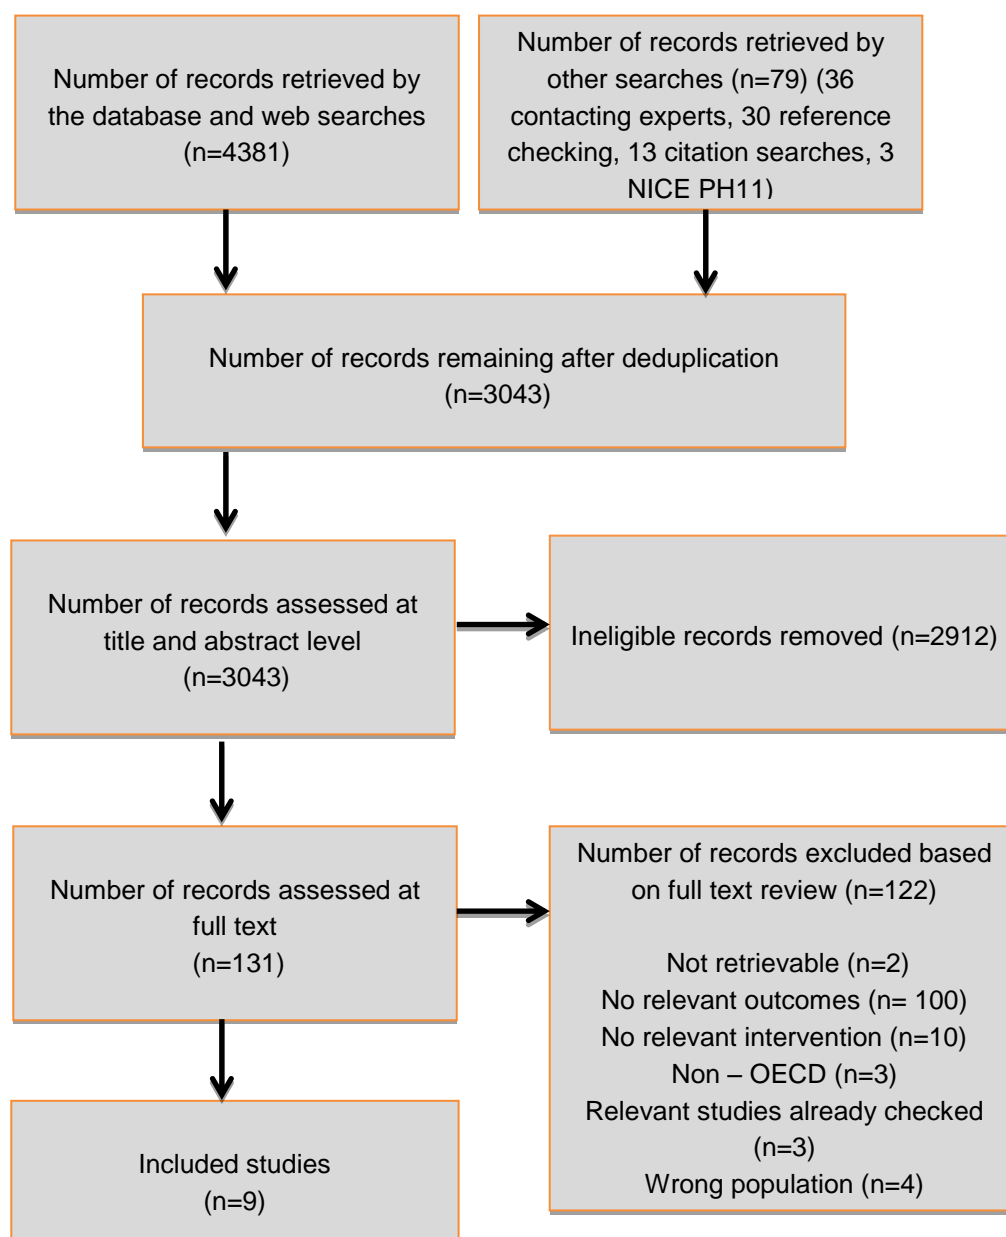 Number of records retrieved by
the database and web searches
(n=4381)
Number of records retrieved by
other searches (n=79) (36
contacting experts, 30 reference
checking, 13 citation searches, 3
NICE PH11)
Number of records remaining after deduplication
(n=3043)
Number of records assessed at
title and abstract level
(n=3043)
Ineligible records removed (n=2912)
Number of records assessed at
full text
(n=131)
Number of records excluded based
on full text review (n=122)
Not retrievable (n=2)
No relevant outcomes (n= 100)
No relevant intervention (n=10)
Non – OECD (n=3)
Relevant studies already checked
(n=3)
Wrong population (n=4)
Included studies
(n=9)